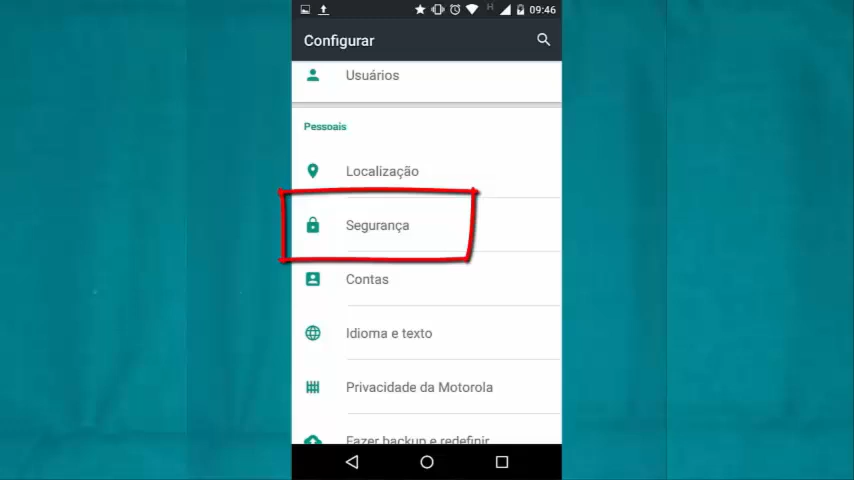 09:46
Configurar
Usuários
Pessoais
Localização
Segurança
Contas
Idioma e texto
Privacidade da Motorola
Fazer backup e redefinir